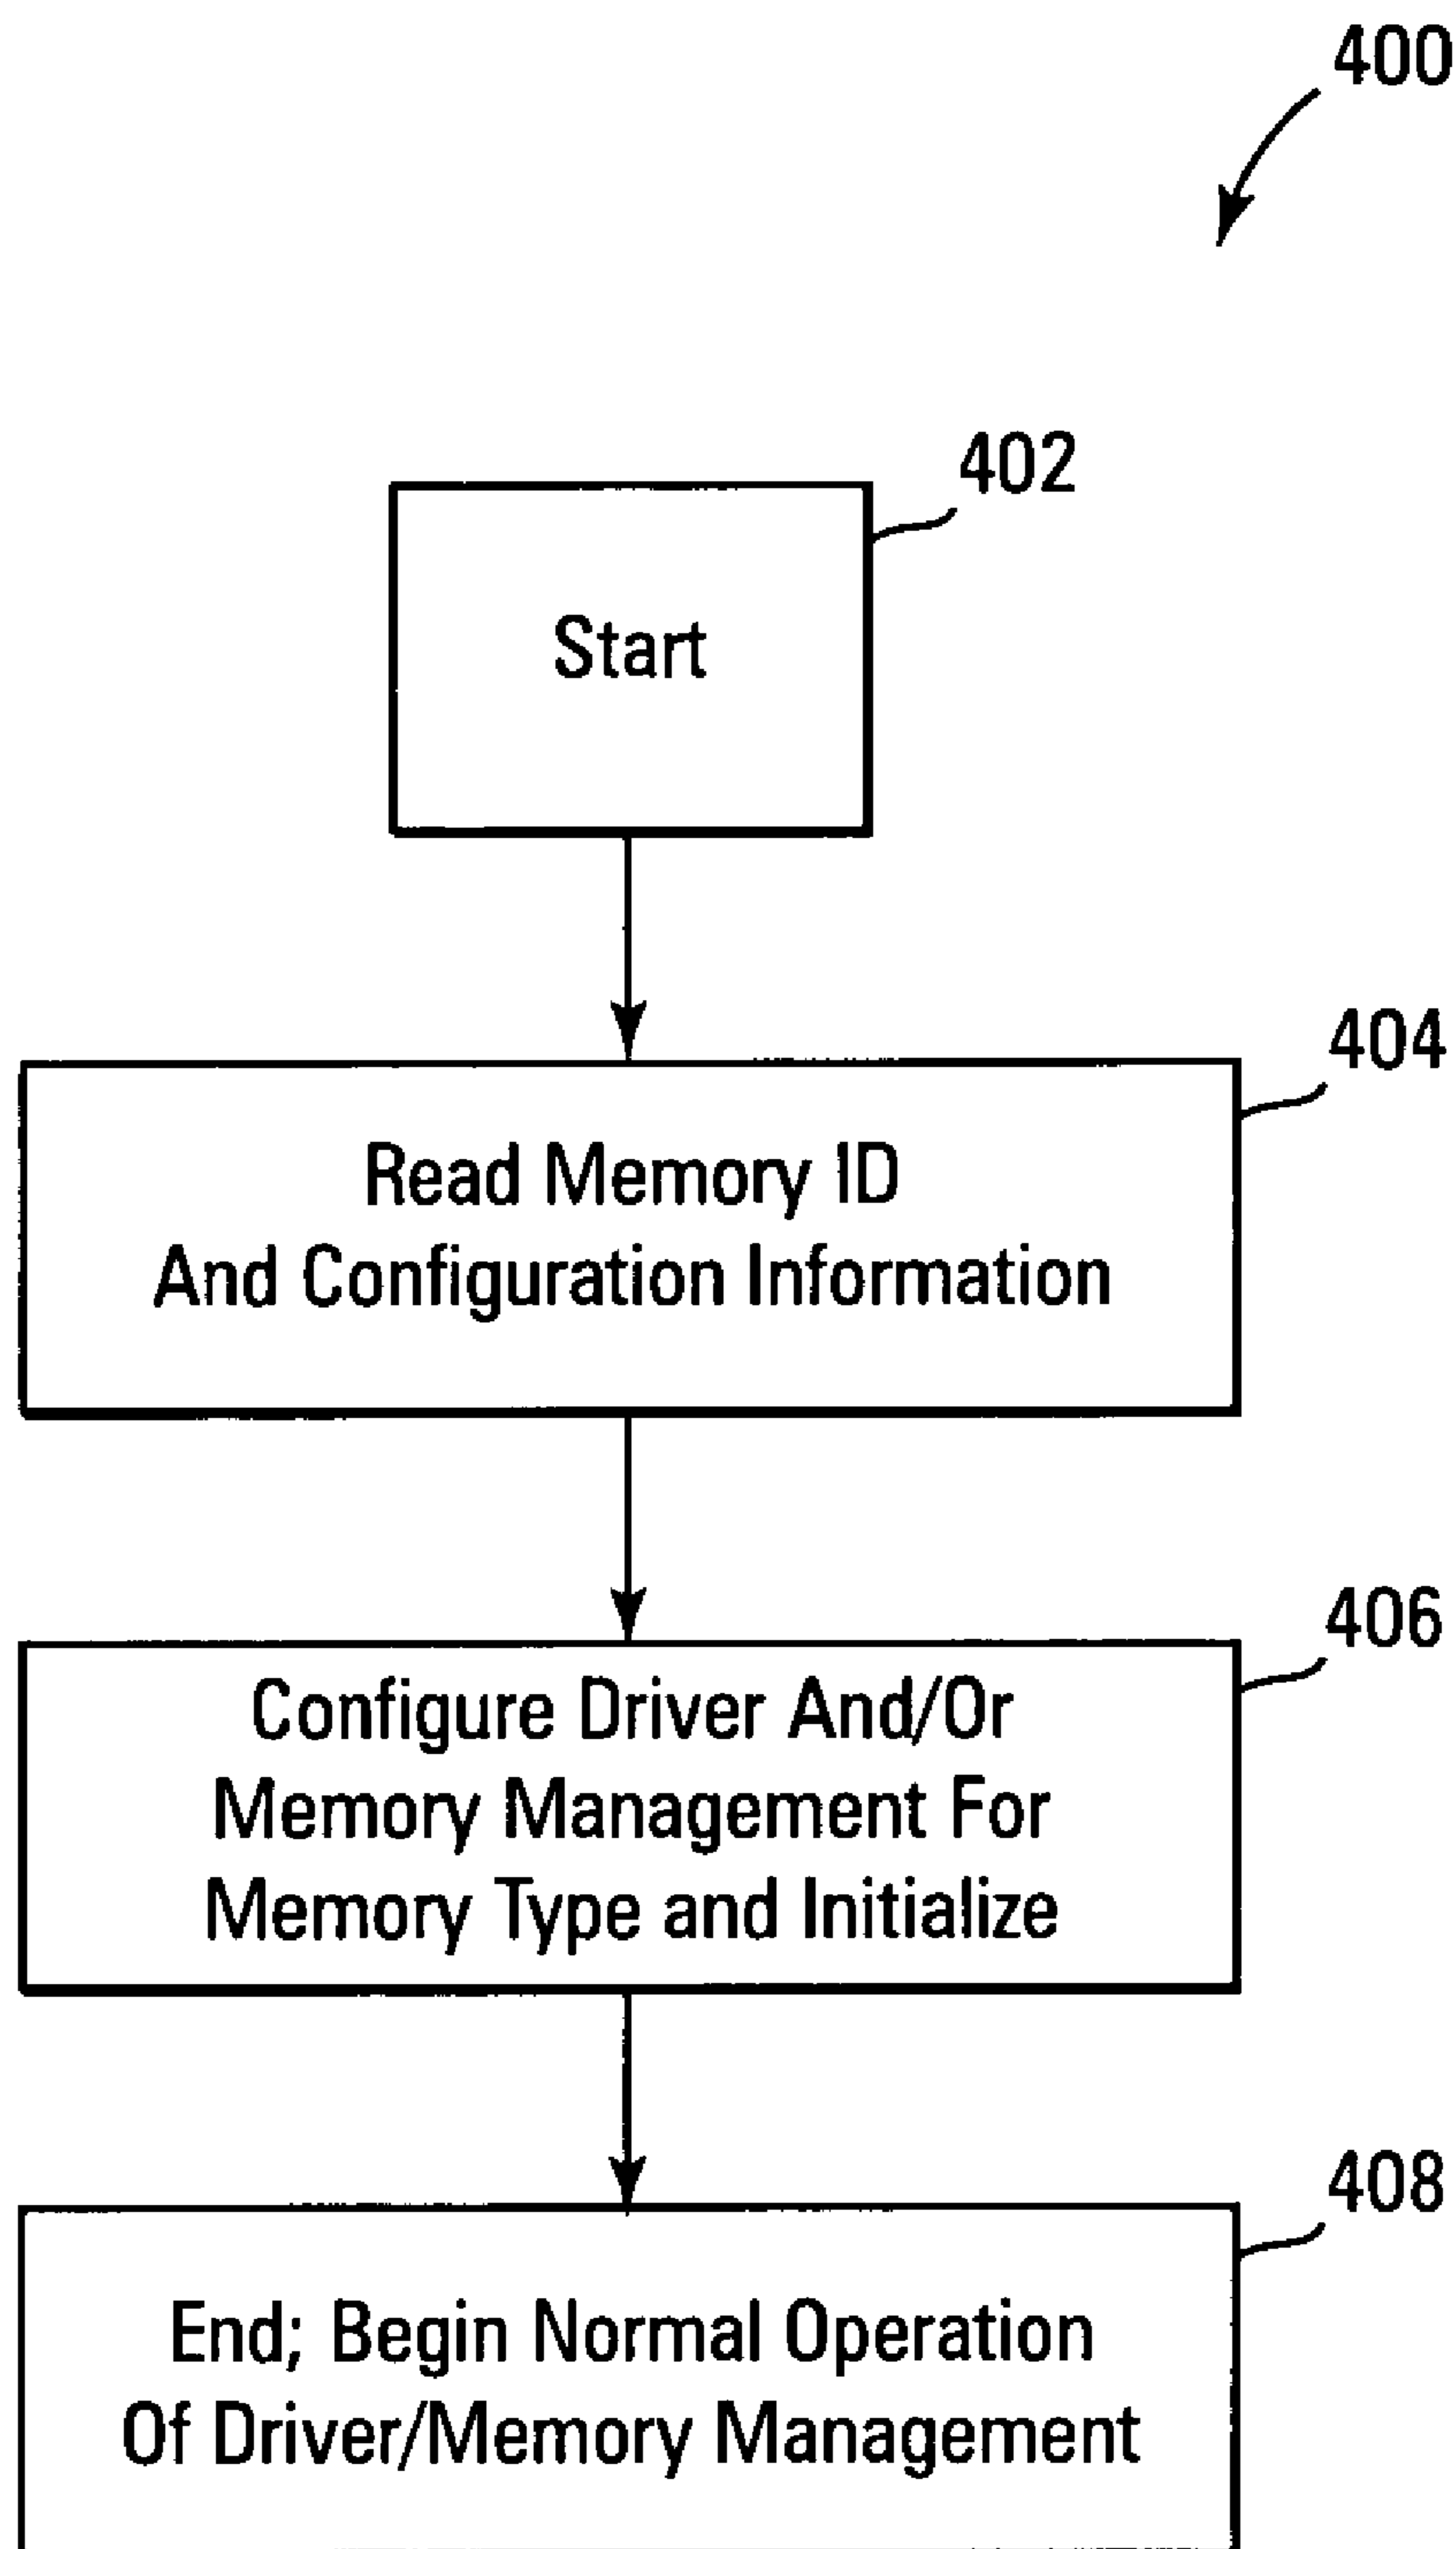 400
402
Start
404
Read Memory ID
And Configuration Information
406
Configure Driver And/Or
Memory Management For
Memory Type and Initialize
408
End; Begin Normal Operation
Of Driver/Memory Management